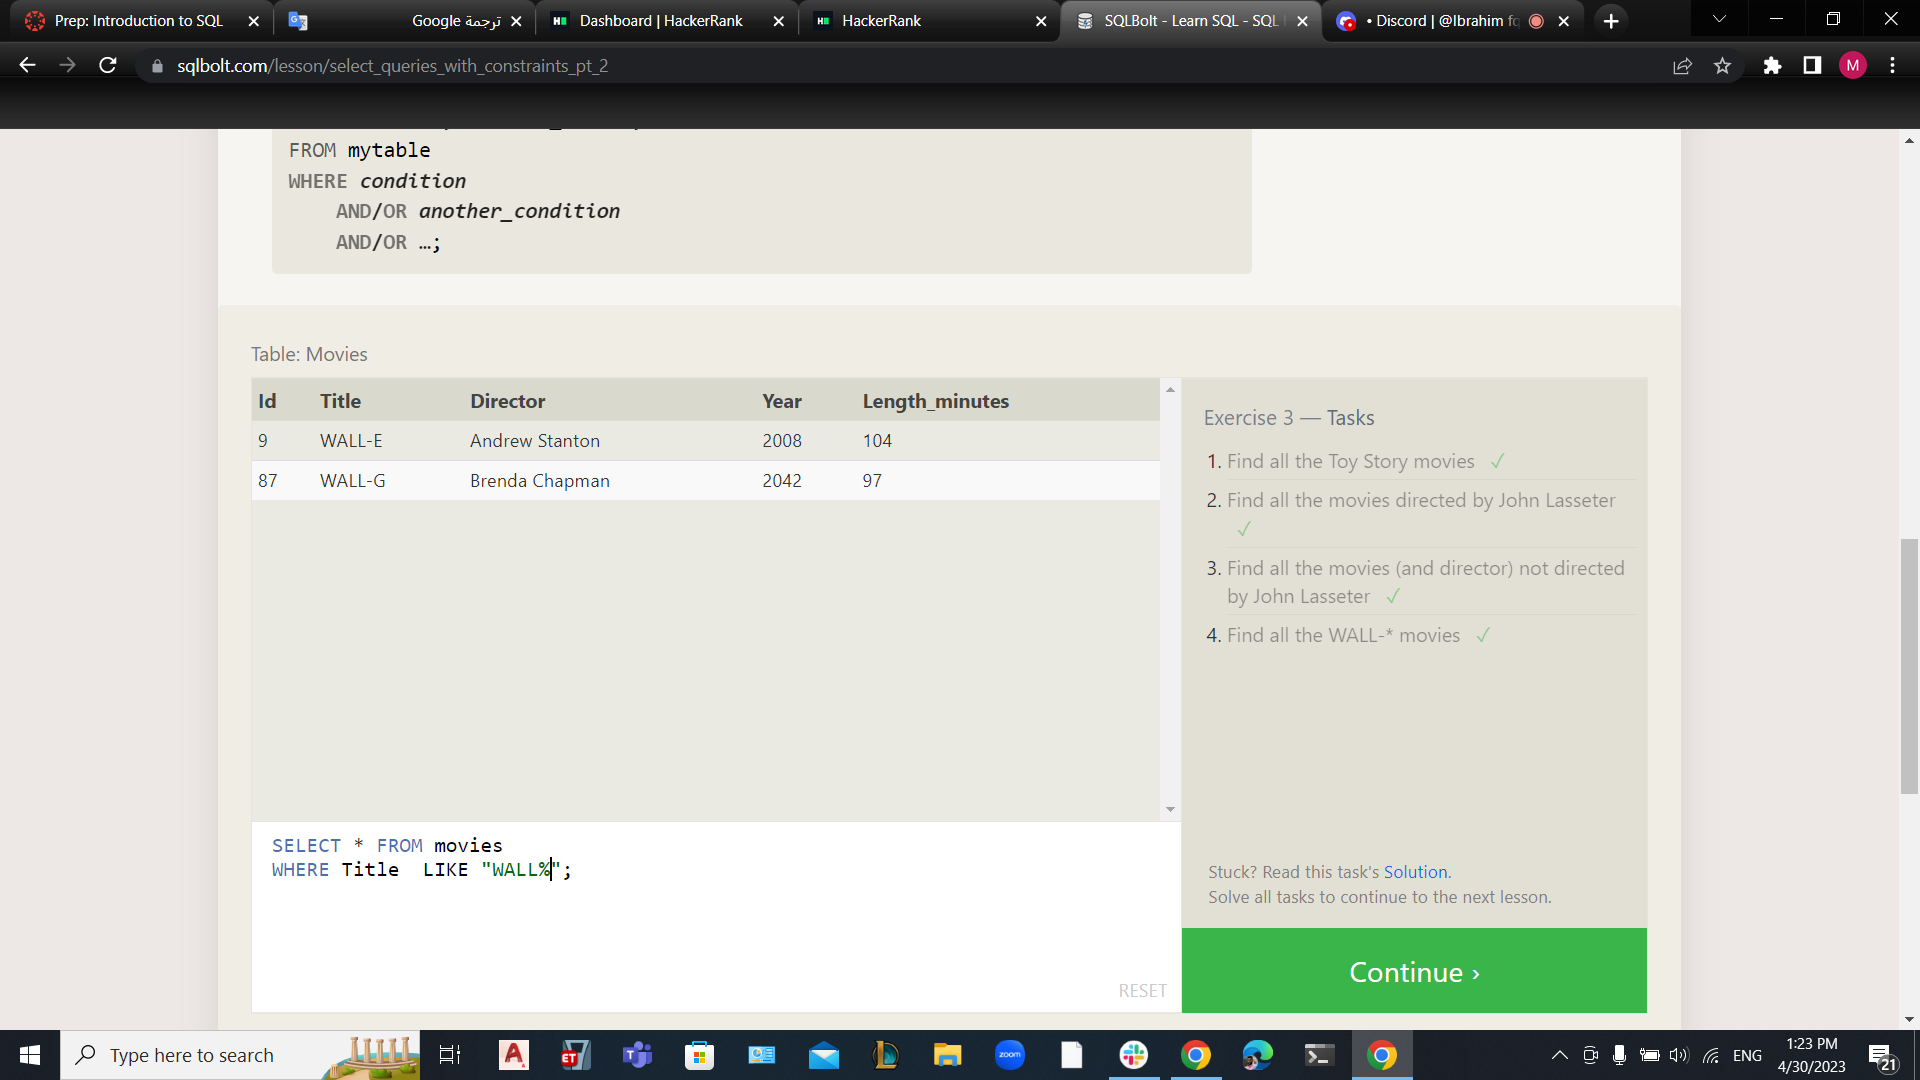 Prep: Introduction to SQL
ترجمة Google
Dashboard | HackerRank
HackerRank
SQLBolt - Learn SQL - SQL
• Discord | @Ibrahim fq
sqlbolt.com/lesson/select_queries_with_constraints_pt_2
M
FROM mytable
WHERE condition
AND/OR another_condition
AND/OR …;
Table: Movies
Id Title Director Year Length_minutes
9 WALL-E Andrew Stanton 2008 104
87 WALL-G Brenda Chapman 2042 97
Exercise 3 — Tasks
1. Find all the Toy Story movies ✓
2. Find all the movies directed by John Lasseter
✓
3. Find all the movies (and director) not directed
by John Lasseter ✓
4. Find all the WALL-* movies ✓
SELECT * FROM movies
WHERE Title  LIKE "WALL%";
RESET
Stuck? Read this task's Solution.
Solve all tasks to continue to the next lesson.
Continue ›
Type here to search
zoom
ENG
1:23 PM
4/30/2023
21